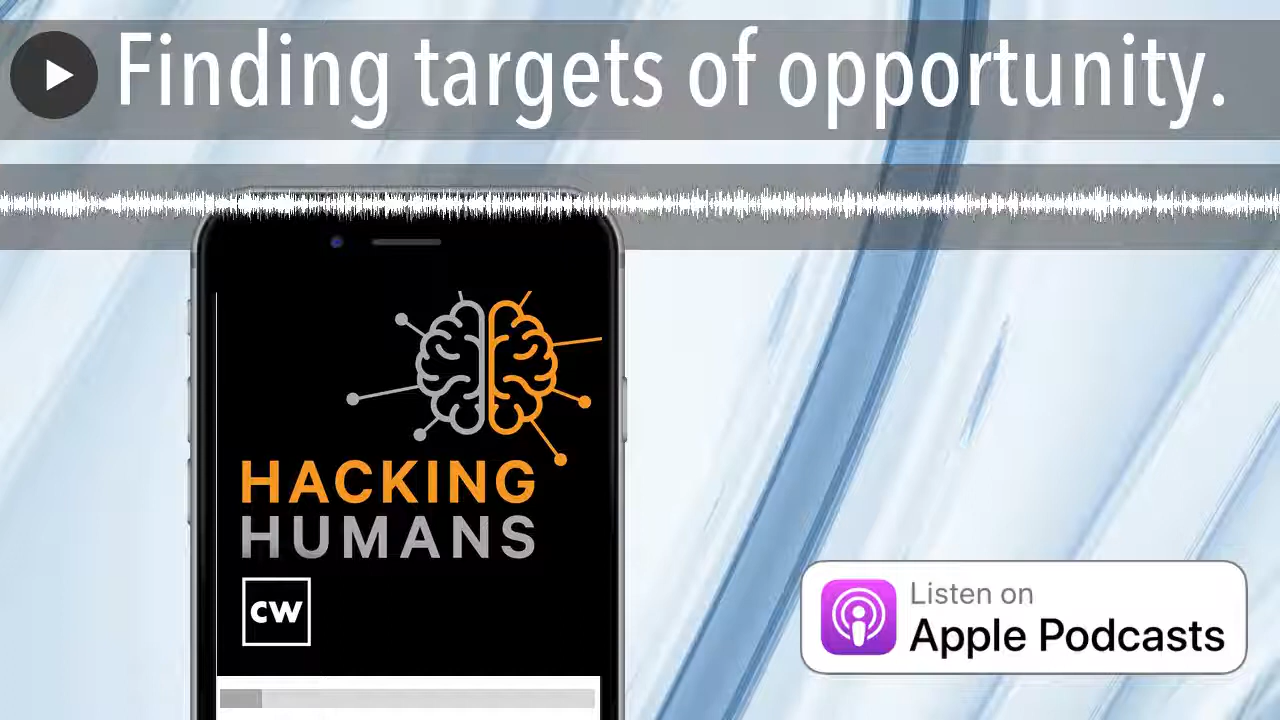 Finding targets of opportunity.
HACKING
HUMANS
CW
Listen on
Apple Podcasts